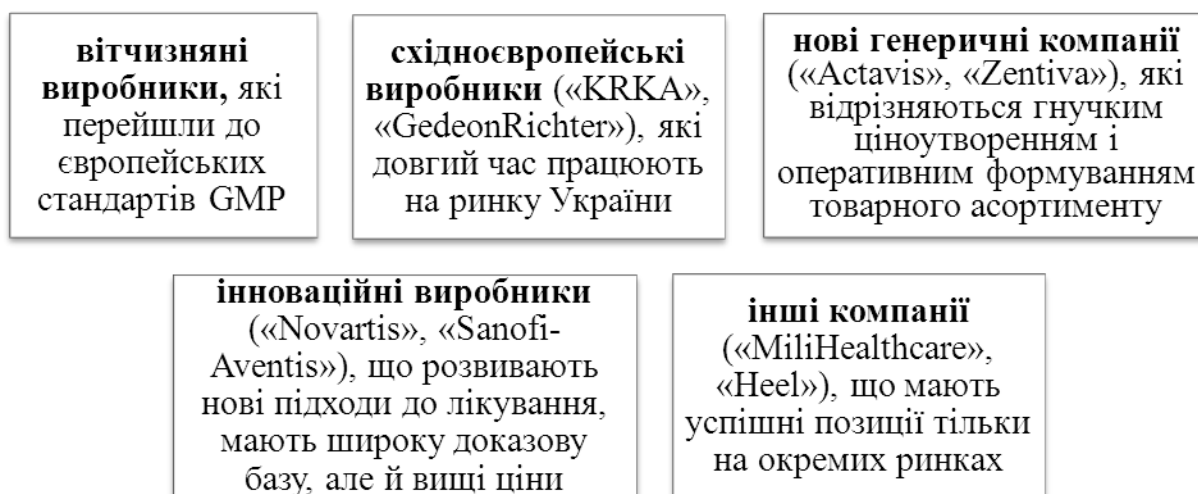 вітчизняні
виробники, які
перейшли до
європейських
стандартів GMP
східноєвропейські
виробники («KRKA»,
«GedeonRichter»), які
довгий час працюють
на ринку України
нові генеричні компанії
(«Actavis», «Zentiva»), які
відрізняються гнучким
ціноутворенням і
оперативним формуванням
товарного асортименту
інноваційні виробники
(«Novartis», «Sanofi-
Aventis»), що розвивають
нові підходи до лікування,
мають широку доказову
базу, але й вищі ціни
інші компанії
(«MiliHealthcare»,
«Heel»), що мають
успішні позиції тільки
на окремих ринках